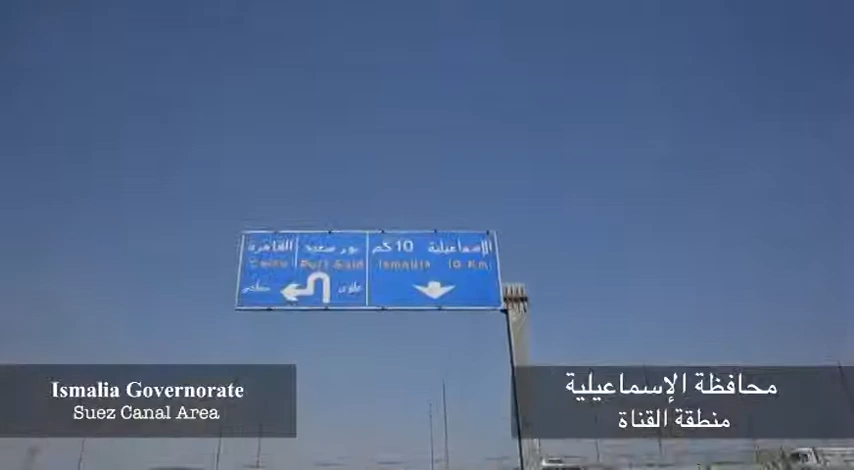 القاهرة
بور سعيد
الإسماعيلية 10 كم
Cairo
Port Said
Ismailia 10 Km
علوى
Ismalia Governorate
Suez Canal Area
محافظة الإسماعيلية
منطقة القناة